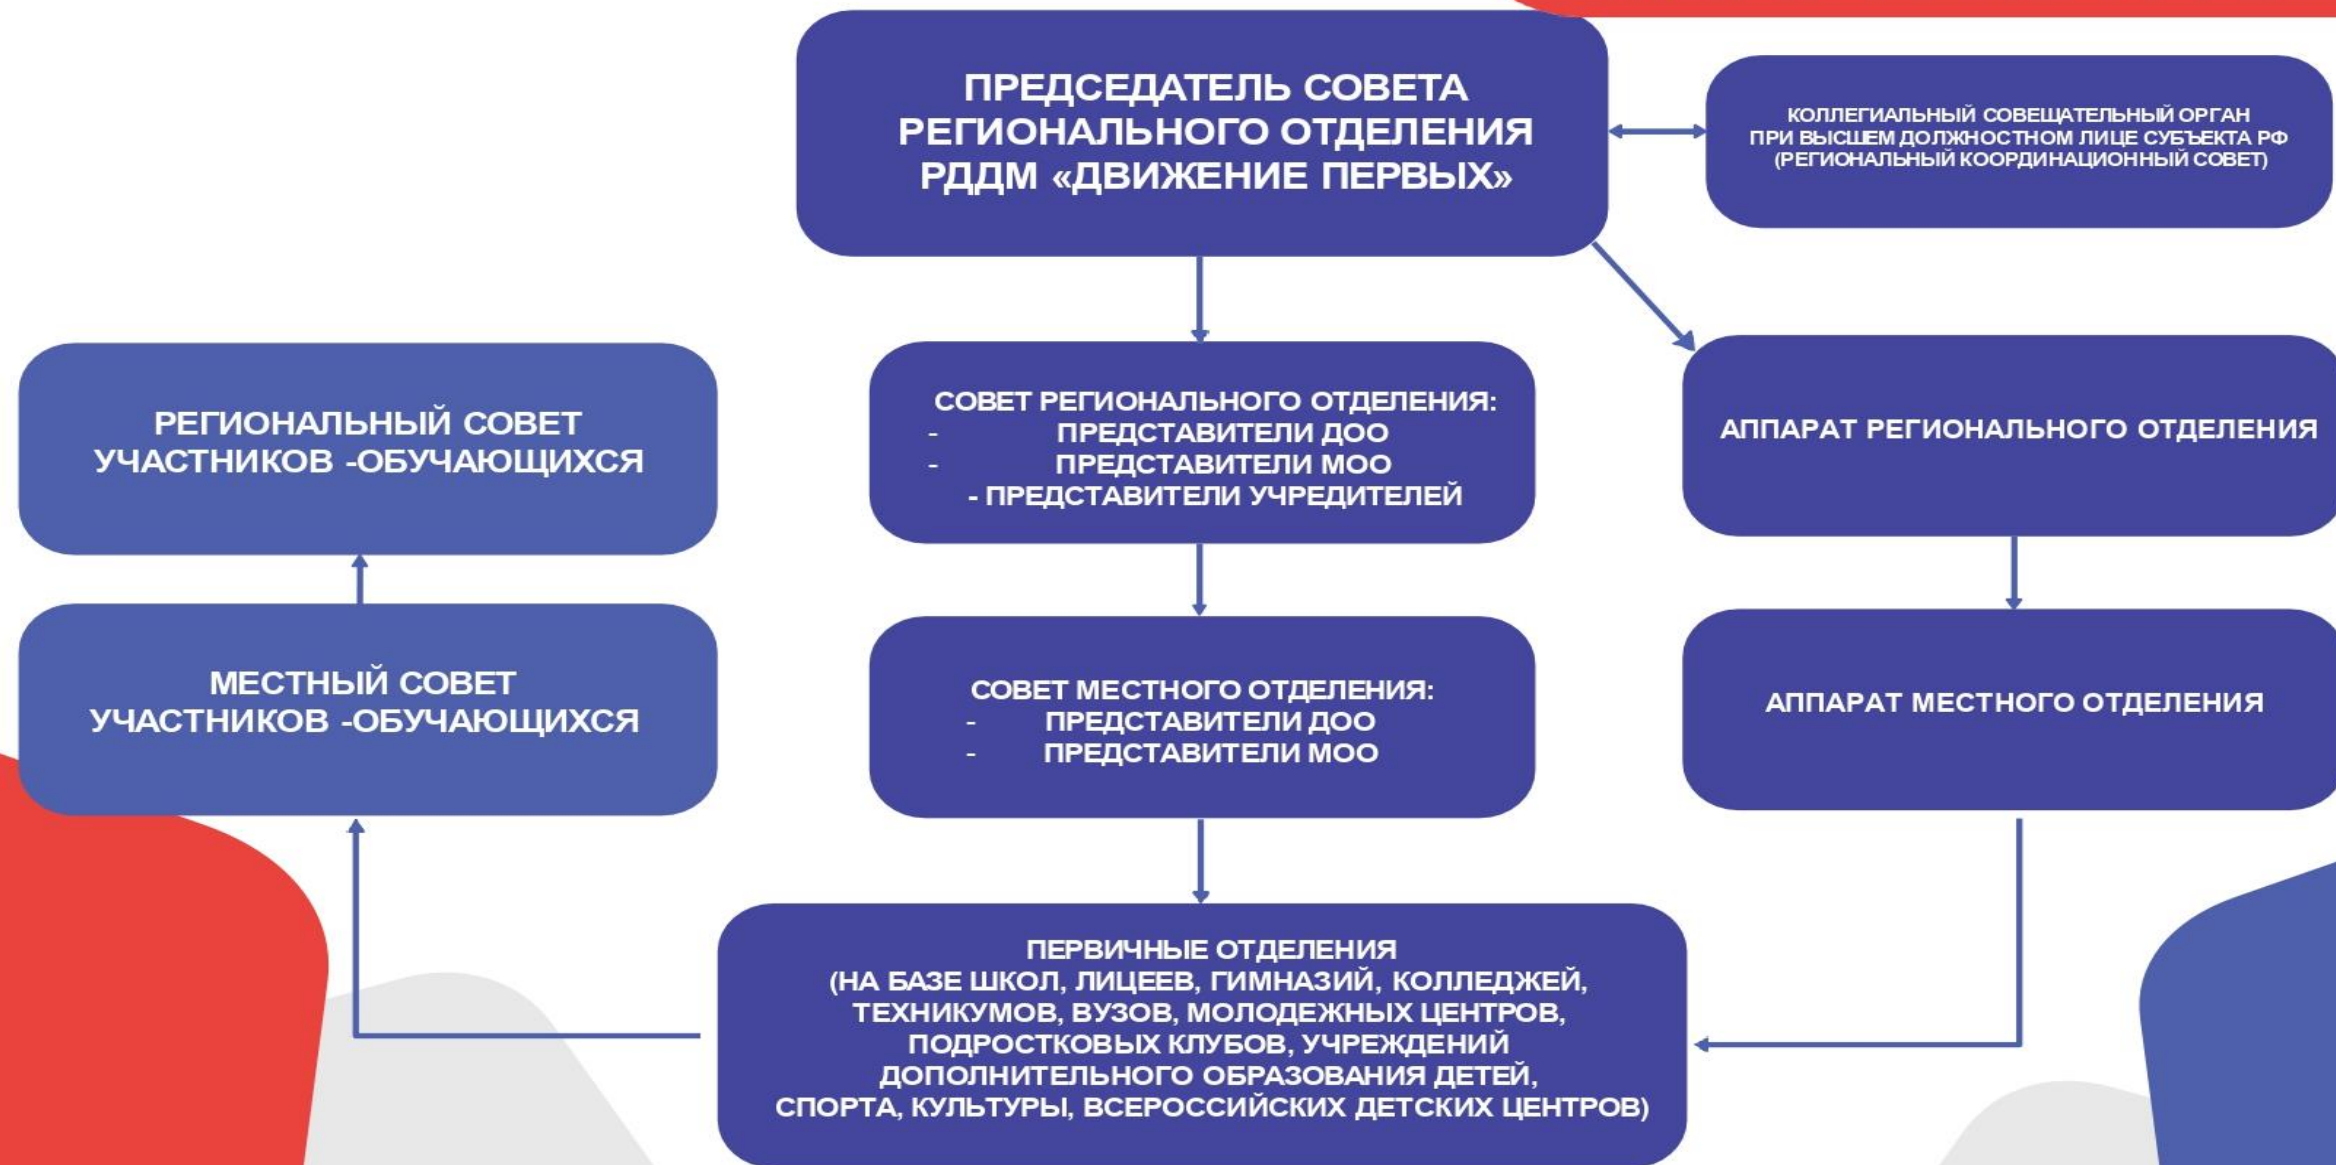 ПРЕДСЕДАТЕЛЬ СОВЕТА
РЕГИОНАЛЬНОГО ОТДЕЛЕНИЯ
РДДМ «ДВИЖЕНИЕ ПЕРВЫХ»
КОЛЛЕГИАЛЬНЫЙ СОВЕЩАТЕЛЬНЫЙ ОРГАН
ПРИ ВЫСШЕМ ДОЛЖНОСТНОМ ЛИЦЕ СУБЪЕКТА РФ
(РЕГИОНАЛЬНЫЙ КООРДИНАЦИОННЫЙ СОВЕТ)
РЕГИОНАЛЬНЫЙ СОВЕТ
УЧАСТНИКОВ -ОБУЧАЮЩИХСЯ
СОВЕТ РЕГИОНАЛЬНОГО ОТДЕЛЕНИЯ:
- ПРЕДСТАВИТЕЛИ ДОО
- ПРЕДСТАВИТЕЛИ МОО
- ПРЕДСТАВИТЕЛИ УЧРЕДИТЕЛЕЙ
АППАРАТ РЕГИОНАЛЬНОГО ОТДЕЛЕНИЯ
МЕСТНЫЙ СОВЕТ
УЧАСТНИКОВ -ОБУЧАЮЩИХСЯ
СОВЕТ МЕСТНОГО ОТДЕЛЕНИЯ:
- ПРЕДСТАВИТЕЛИ ДОО
- ПРЕДСТАВИТЕЛИ МОО
АППАРАТ МЕСТНОГО ОТДЕЛЕНИЯ
ПЕРВИЧНЫЕ ОТДЕЛЕНИЯ
(НА БАЗЕ ШКОЛ, ЛИЦЕЕВ, ГИМНАЗИЙ, КОЛЛЕДЖЕЙ,
ТЕХНИКУМОВ, ВУЗОВ, МОЛОДЕЖНЫХ ЦЕНТРОВ,
ПОДРОСТКОВЫХ КЛУБОВ, УЧРЕЖДЕНИЙ
ДОПОЛНИТЕЛЬНОГО ОБРАЗОВАНИЯ ДЕТЕЙ,
СПОРТА, КУЛЬТУРЫ, ВСЕРОССИЙСКИХ ДЕТСКИХ ЦЕНТРОВ)